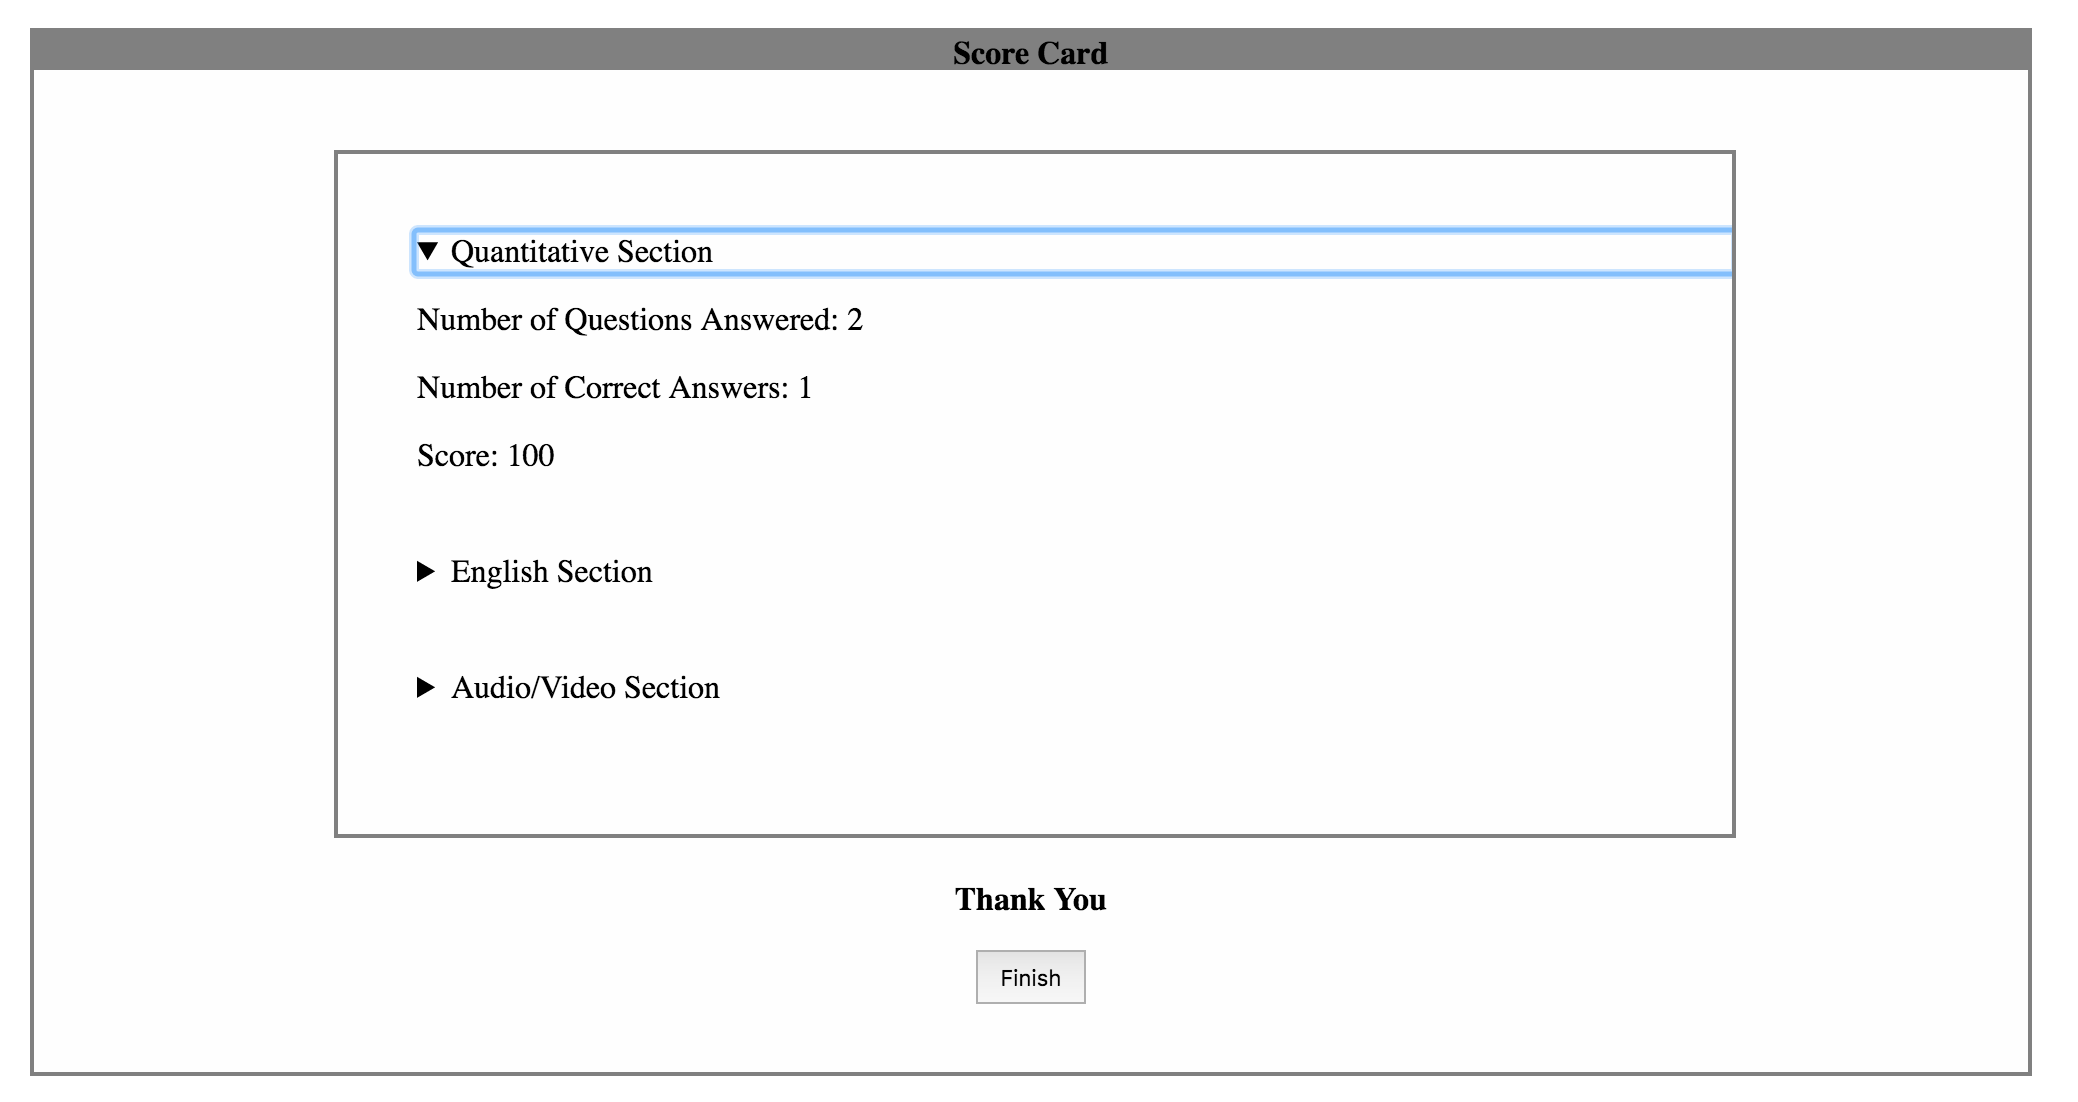 Score Card
Quantitative Section
Number of Questions Answered: 2
Number of Correct Answers: 1
Score: 100
English Section
Audio/Video Section
Thank You
Finish